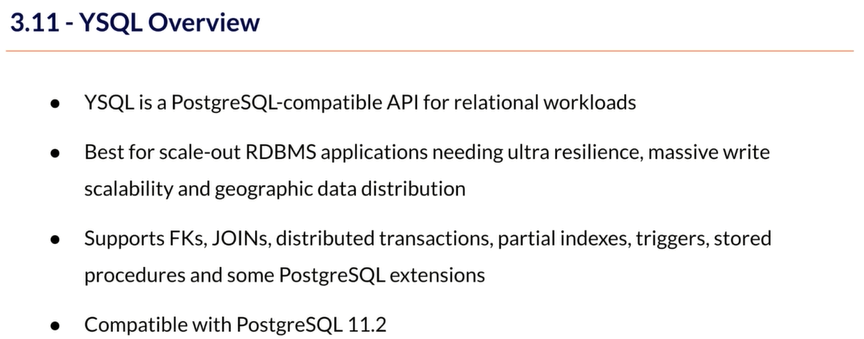 3.11 - YSQL Overview
● YSQL is a PostgreSQL-compatible API for relational workloads
● Best for scale-out RDBMS applications needing ultra resilience, massive write
scalability and geographic data distribution
● Supports FKs, JOINs, distributed transactions, partial indexes, triggers, stored
procedures and some PostgreSQL extensions
● Compatible with PostgreSQL 11.2